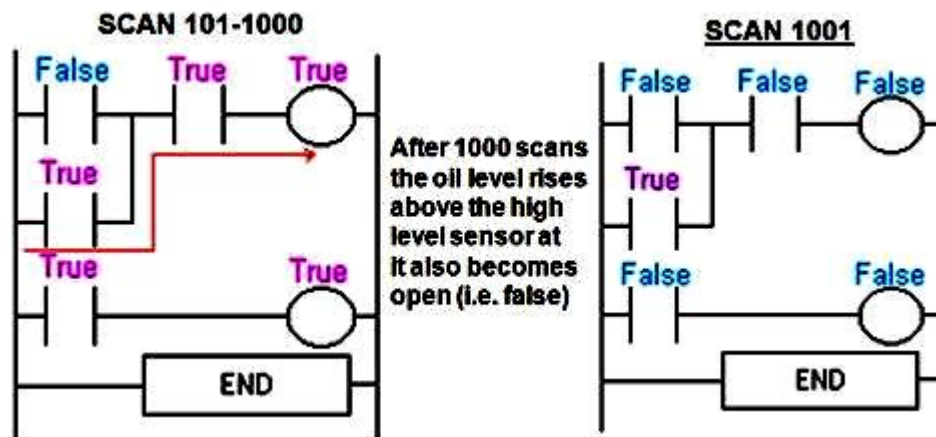 SCAN 101-1000
False True True
True
True True
END
After 1000 scans
the oil level rises
above the high
level sensor at
it also becomes
open (i.e. false)
SCAN 1001
False False False
True
False False
END